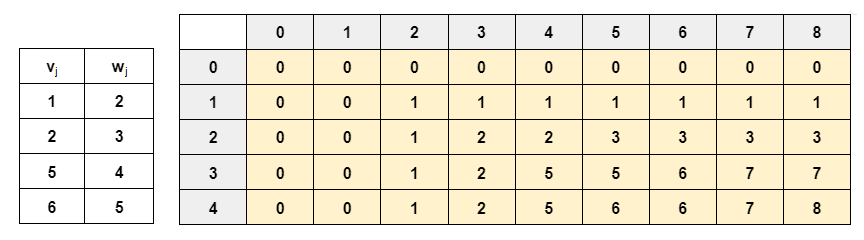 0 1 2 3 4 5 6 7 8
vj wj 0 0 0 0 0 0 0 0 0 0
1 2 1 0 0 1 1 1 1 1 1 1
2 3 2 0 0 1 2 2 3 3 3 3
5 4 3 0 0 1 2 5 5 6 7 7
6 5 4 0 0 1 2 5 6 6 7 8